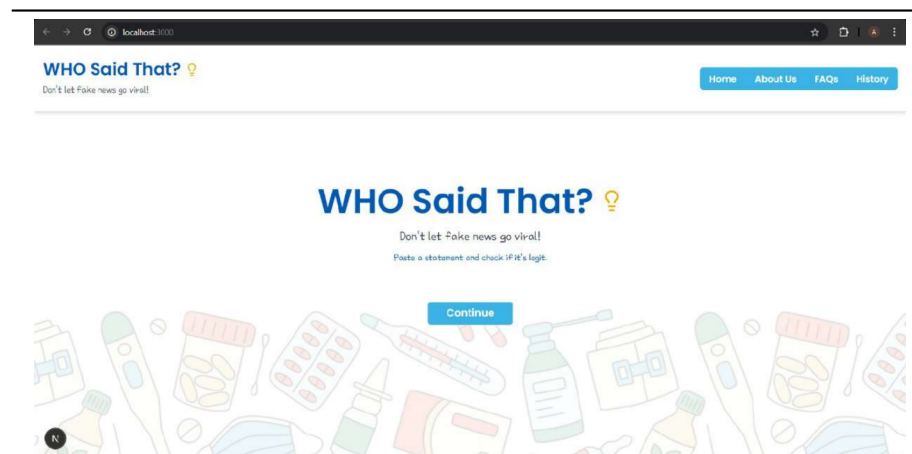 localhost:3000
WHO Said That?
Don't let fake news go viral!
Home About Us FAQs History
WHO Said That?
Don't let fake news go viral!
Paste a statement and check if it's legit.
Continue
N